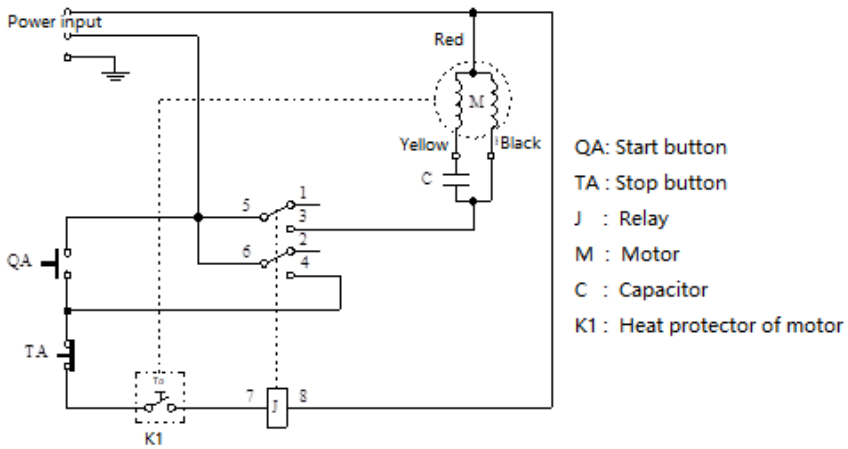 Power input
Red
M
Yellow
Black
C
1
5
3
2
6
4
QA
TA
To
7
J
8
K1
QA: Start button
TA : Stop button
J : Relay
M : Motor
C : Capacitor
K1 : Heat protector of motor